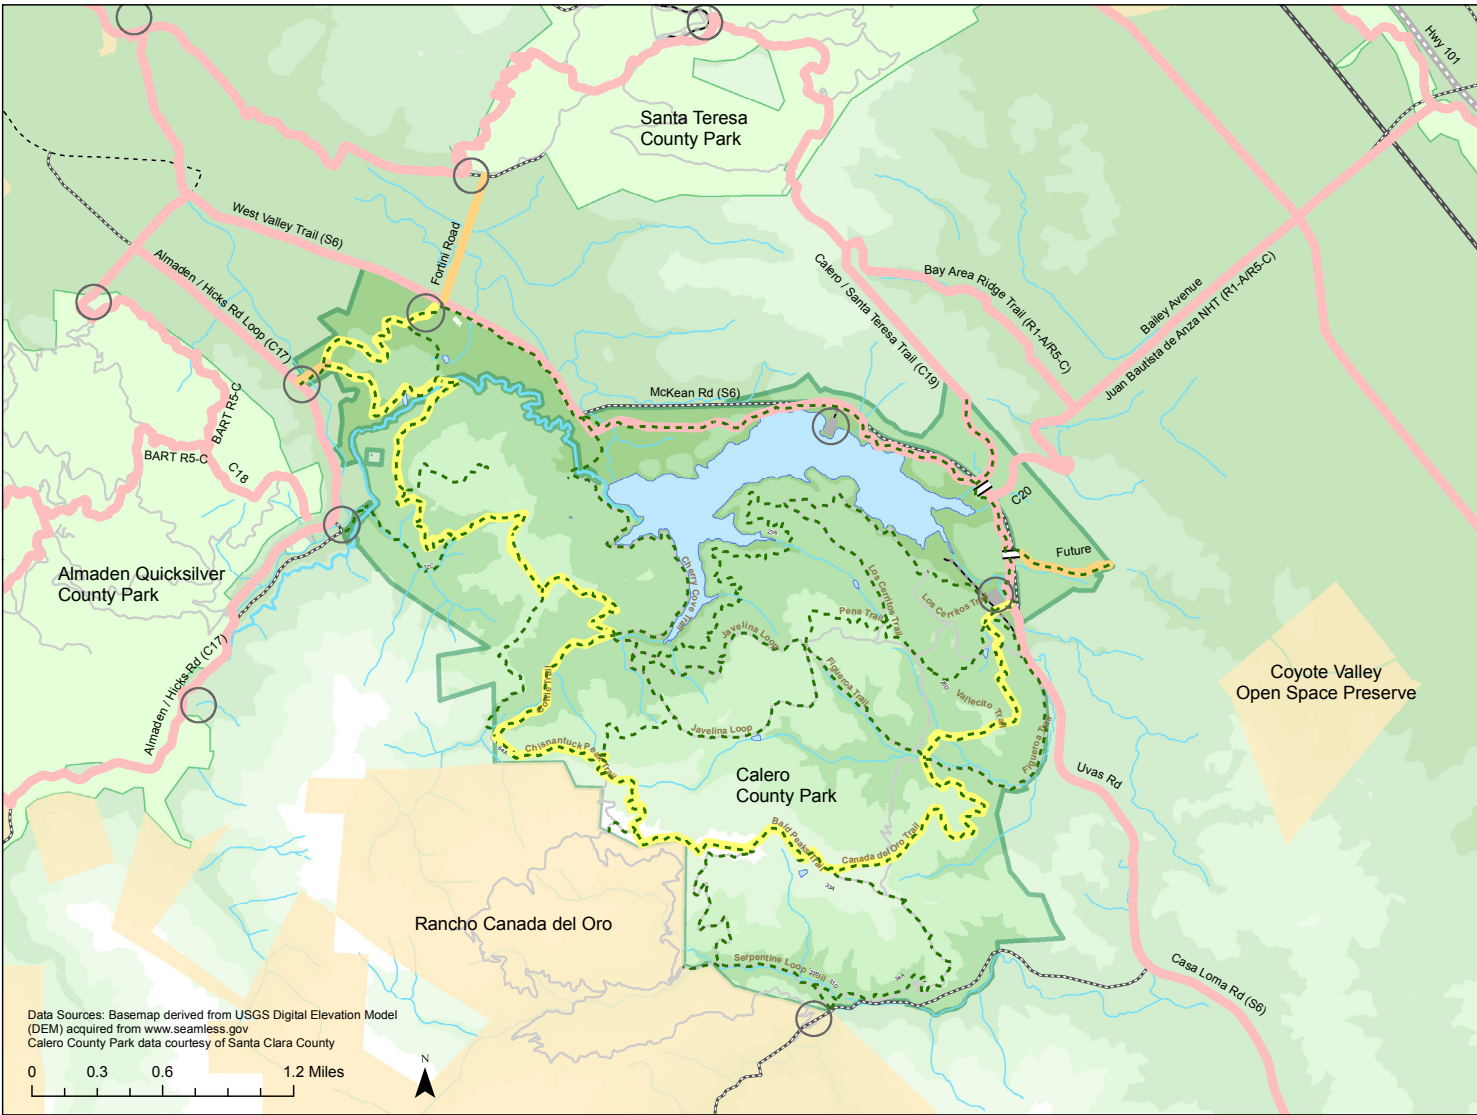 Hwy 101
Santa Teresa
County Park
West Valley Trail (S6)
Fortini Road
Almaden / Hicks Rd Loop (C17)
Calero / Santa Teresa Trail (C19)
Bay Area Ridge Trail (R1-A/R5-C)
Bailey Avenue
Juan Bautista de Anza NHT (R1-A/R5-C)
McKean Rd (S6)
BART R5-C
BART R5-C
C18
C20
Future
Almaden Quicksilver
County Park
Cherry Cove Trail
Los Cerritos Trail
Los Cerritos Tra
Pena Trail
Javelina Loop
Figueroa Trail
Vallecito Trail
Figueroa Trail
Cottle Trail
Javelina Loop
Chisnantuck Peak Trail
Almaden / Hicks Rd (C17)
Coyote Valley
Open Space Preserve
Calero
County Park
Uvas Rd
Bald Peaks Trail
Canada del Oro Trail
Rancho Canada del Oro
Serpentine Loop Trail
Casa Loma Rd (S6)
Data Sources: Basemap derived from USGS Digital Elevation Model
(DEM) acquired from www.seamless.gov
Calero County Park data courtesy of Santa Clara County
0 0.3 0.6 1.2 Miles
N